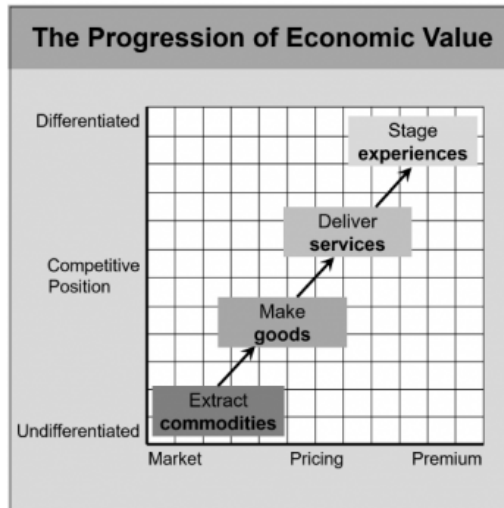 The Progression of Economic Value
Differentiated
Stage
experiences
Deliver
services
Competitive
Position
Make
goods
Extract
commodities
Undifferentiated
Market Pricing Premium